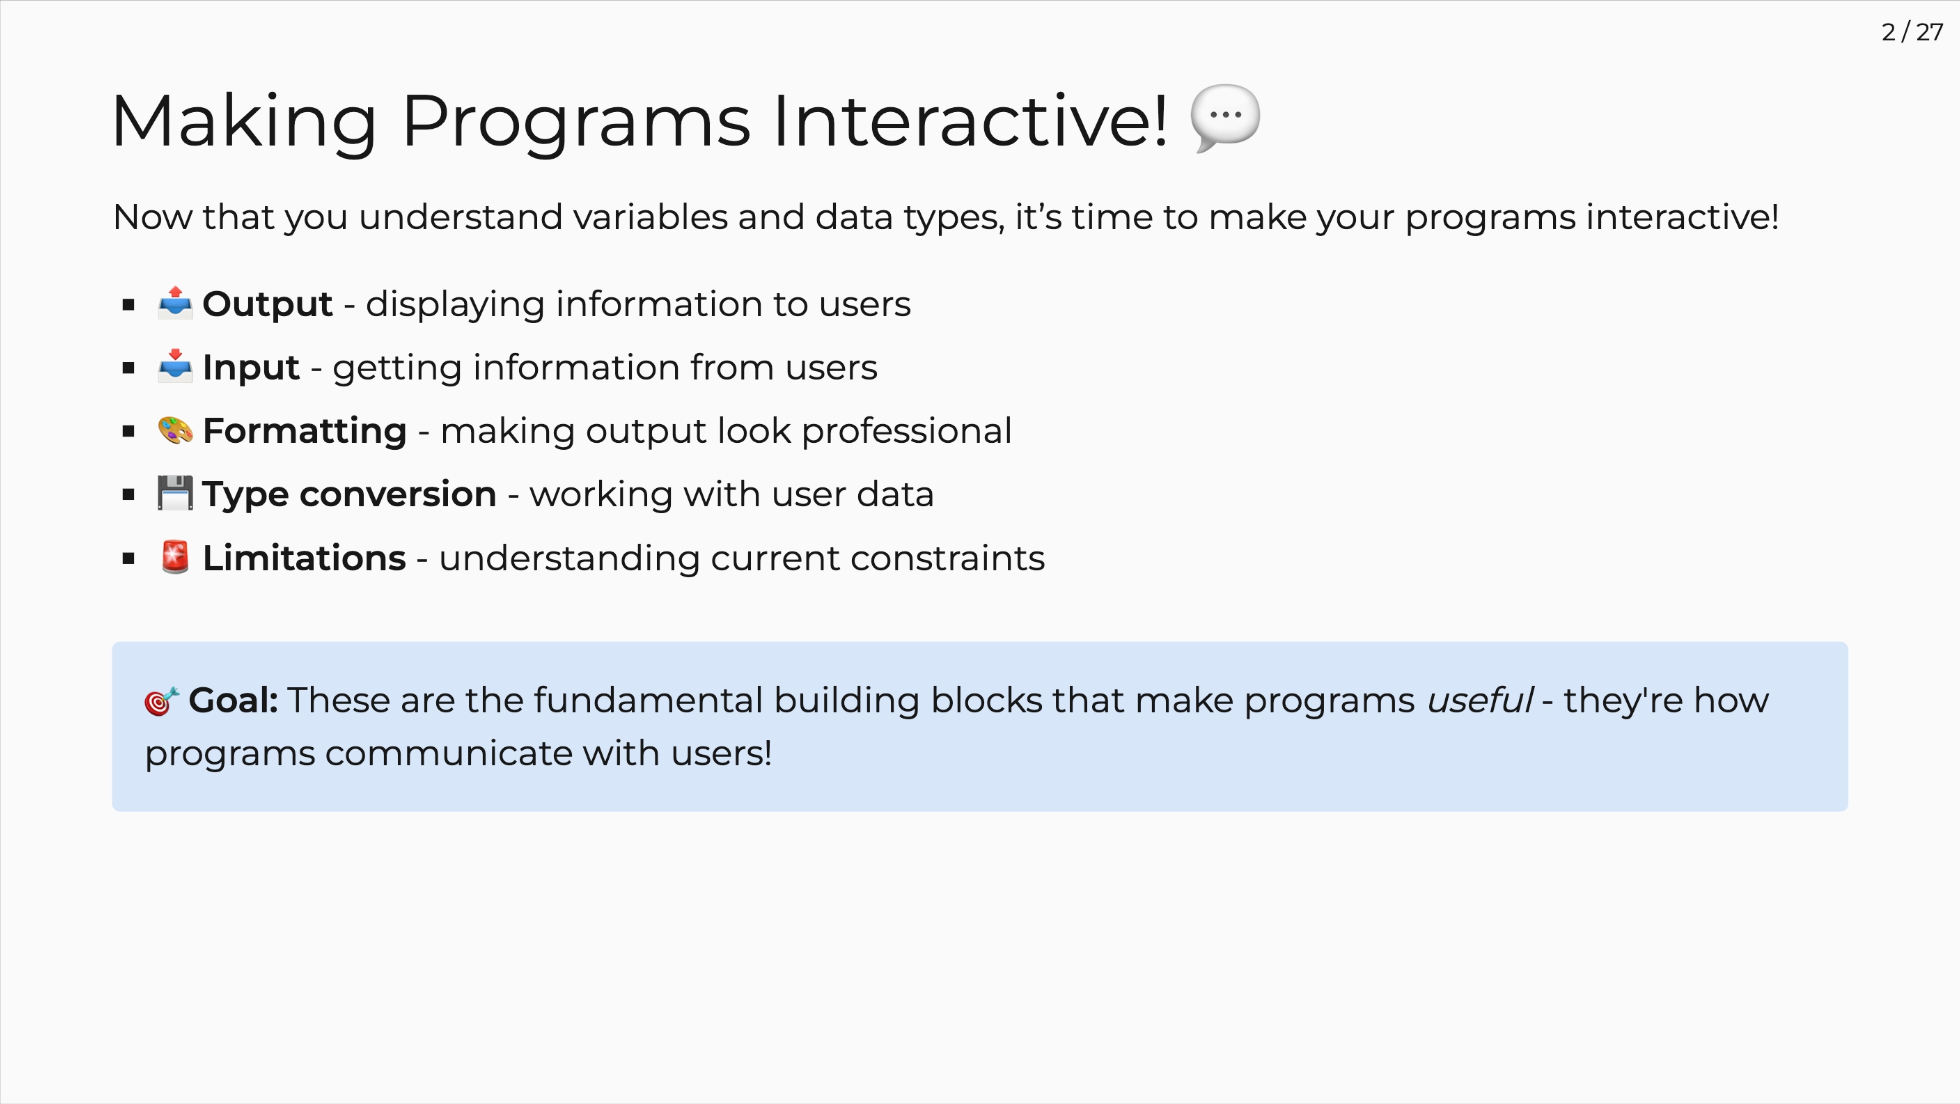 2 / 27
Making Programs Interactive! 💬
Now that you understand variables and data types, it’s time to make your programs interactive!
▪ 📤 Output - displaying information to users
▪ 📥 Input - getting information from users
▪ 🎨 Formatting - making output look professional
▪ 💾 Type conversion - working with user data
▪ 🚨 Limitations - understanding current constraints
🎯 Goal: These are the fundamental building blocks that make programs useful - they're how
programs communicate with users!